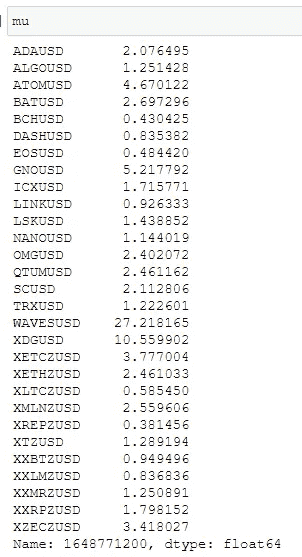 mu
ADAUSD 2.076495
ALGOUSD 1.251428
ATOMUSD 4.670122
BATUSD 2.697296
BCHUSD 0.430425
DASHUSD 0.835382
EOSUSD 0.484420
GNOUSD 5.217792
ICXUSD 1.715771
LINKUSD 0.926333
LSKUSD 1.438852
NANOUSD 1.144019
OMGUSD 2.402072
QTUMUSD 2.461162
SCUSD 2.112806
TRXUSD 1.222601
WAVESUSD 27.218165
XDGUSD 10.559902
XETCZUSD 3.777004
XETHZUSD 2.461033
XLTCZUSD 0.585450
XMLNZUSD 2.559606
XREPZUSD 0.381456
XTZUSD 1.289194
XXBTZUSD 0.949496
XXLMZUSD 0.836836
XXMRZUSD 1.250891
XXRPZUSD 1.798152
XZECZUSD 3.418027
Name: 1648771200, dtype: float64